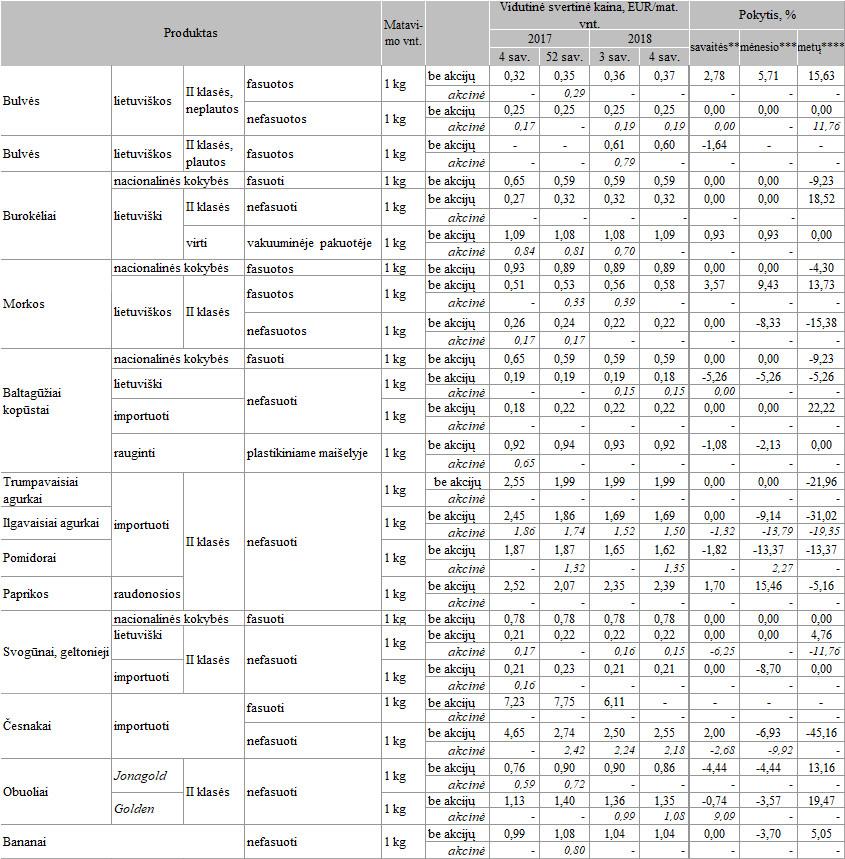 Produktas Matavi- mo vnt. Vidutinė svertinė kaina, EUR/mat. vnt. Pokytis, %
2017 2018 savaitės** mėnesio*** metų****
4 sav. 52 sav. 3 sav. 4 sav.
Bulvės lietuviškos II klasės, neplautos fasuotos 1 kg be akcijų 0,32 0,35 0,36 0,37 2,78 5,71 15,63
akcinė - 0,29 - - - - -
nefasuotos 1 kg be akcijų 0,25 0,25 0,25 0,25 0,00 0,00 0,00
akcinė 0,17 - 0,19 0,19 0,00 - 11,76
Bulvės lietuviškos II klasės, plautos fasuotos 1 kg be akcijų - - 0,61 0,60 -1,64 - -
akcinė - - 0,79 - - - -
Burokėliai nacionalinės kokybės fasuoti 1 kg be akcijų 0,65 0,59 0,59 0,59 0,00 0,00 -9,23
lietuviški II klasės nefasuoti 1 kg be akcijų 0,27 0,32 0,32 0,32 0,00 0,00 18,52
akcinė - - - - - - -
virti vakuuminėje pakuotėje 1 kg be akcijų 1,09 1,08 1,08 1,09 0,93 0,93 0,00
akcinė 0,84 0,81 0,70 - - - -
Morkos nacionalinės kokybės fasuotos 1 kg be akcijų 0,93 0,89 0,89 0,89 0,00 0,00 -4,30
lietuviškos II klasės fasuotos 1 kg be akcijų 0,51 0,53 0,56 0,58 3,57 9,43 13,73
akcinė - 0,33 0,39 - - - -
nefasuotos 1 kg be akcijų 0,26 0,24 0,22 0,22 0,00 -8,33 -15,38
akcinė 0,17 0,17 - - - - -
Baltagūžiai kopūstai nacionalinės kokybės fasuoti 1 kg be akcijų 0,65 0,59 0,59 0,59 0,00 0,00 -9,23
lietuviški nefasuoti 1 kg be akcijų 0,19 0,19 0,19 0,18 -5,26 -5,26 -5,26
akcinė - - 0,15 0,15 0,00 - -
importuoti 1 kg be akcijų 0,18 0,22 0,22 0,22 0,00 0,00 22,22
akcinė - - - - - - -
rauginti plastikiniame maišelyje 1 kg be akcijų 0,92 0,94 0,93 0,92 -1,08 -2,13 0,00
akcinė 0,65 - - - - - -
Trumpavaisiai agurkai importuoti II klasės nefasuoti 1 kg be akcijų 2,55 1,99 1,99 1,99 0,00 0,00 -21,96
akcinė - - - - - - -
Ilgavaisiai agurkai 1 kg be akcijų 2,45 1,86 1,69 1,69 0,00 -9,14 -31,02
akcinė 1,86 1,74 1,52 1,50 -1,32 -13,79 -19,35
Pomidorai 1 kg be akcijų 1,87 1,87 1,65 1,62 -1,82 -13,37 -13,37
akcinė - 1,32 - 1,35 - 2,27 -
Paprikos raudonosios 1 kg be akcijų 2,52 2,07 2,35 2,39 1,70 15,46 -5,16
akcinė - - - - - - -
Svogūnai, geltonieji nacionalinės kokybės fasuoti 1 kg be akcijų 0,78 0,78 0,78 0,78 0,00 0,00 0,00
lietuviški II klasės nefasuoti 1 kg be akcijų 0,21 0,22 0,22 0,22 0,00 0,00 4,76
akcinė 0,17 - 0,16 0,15 -6,25 - -11,76
importuoti 1 kg be akcijų 0,21 0,23 0,21 0,21 0,00 -8,70 0,00
akcinė 0,16 - - - - - -
Česnakai importuoti fasuoti 1 kg be akcijų 7,23 7,75 6,11 - - - -
akcinė - - - - - - -
nefasuoti 1 kg be akcijų 4,65 2,74 2,50 2,55 2,00 -6,93 -45,16
akcinė - 2,42 2,24 2,18 -2,68 -9,92 -
Obuoliai Jonagold II klasės nefasuoti 1 kg be akcijų 0,76 0,90 0,90 0,86 -4,44 -4,44 13,16
akcinė 0,59 0,72 - - - - -
Golden 1 kg be akcijų 1,13 1,40 1,36 1,35 -0,74 -3,57 19,47
akcinė - - 0,99 1,08 9,09 - -
Bananai nefasuoti 1 kg be akcijų 0,99 1,08 1,04 1,04 0,00 -3,70 5,05
akcinė - 0,80 - - - - -